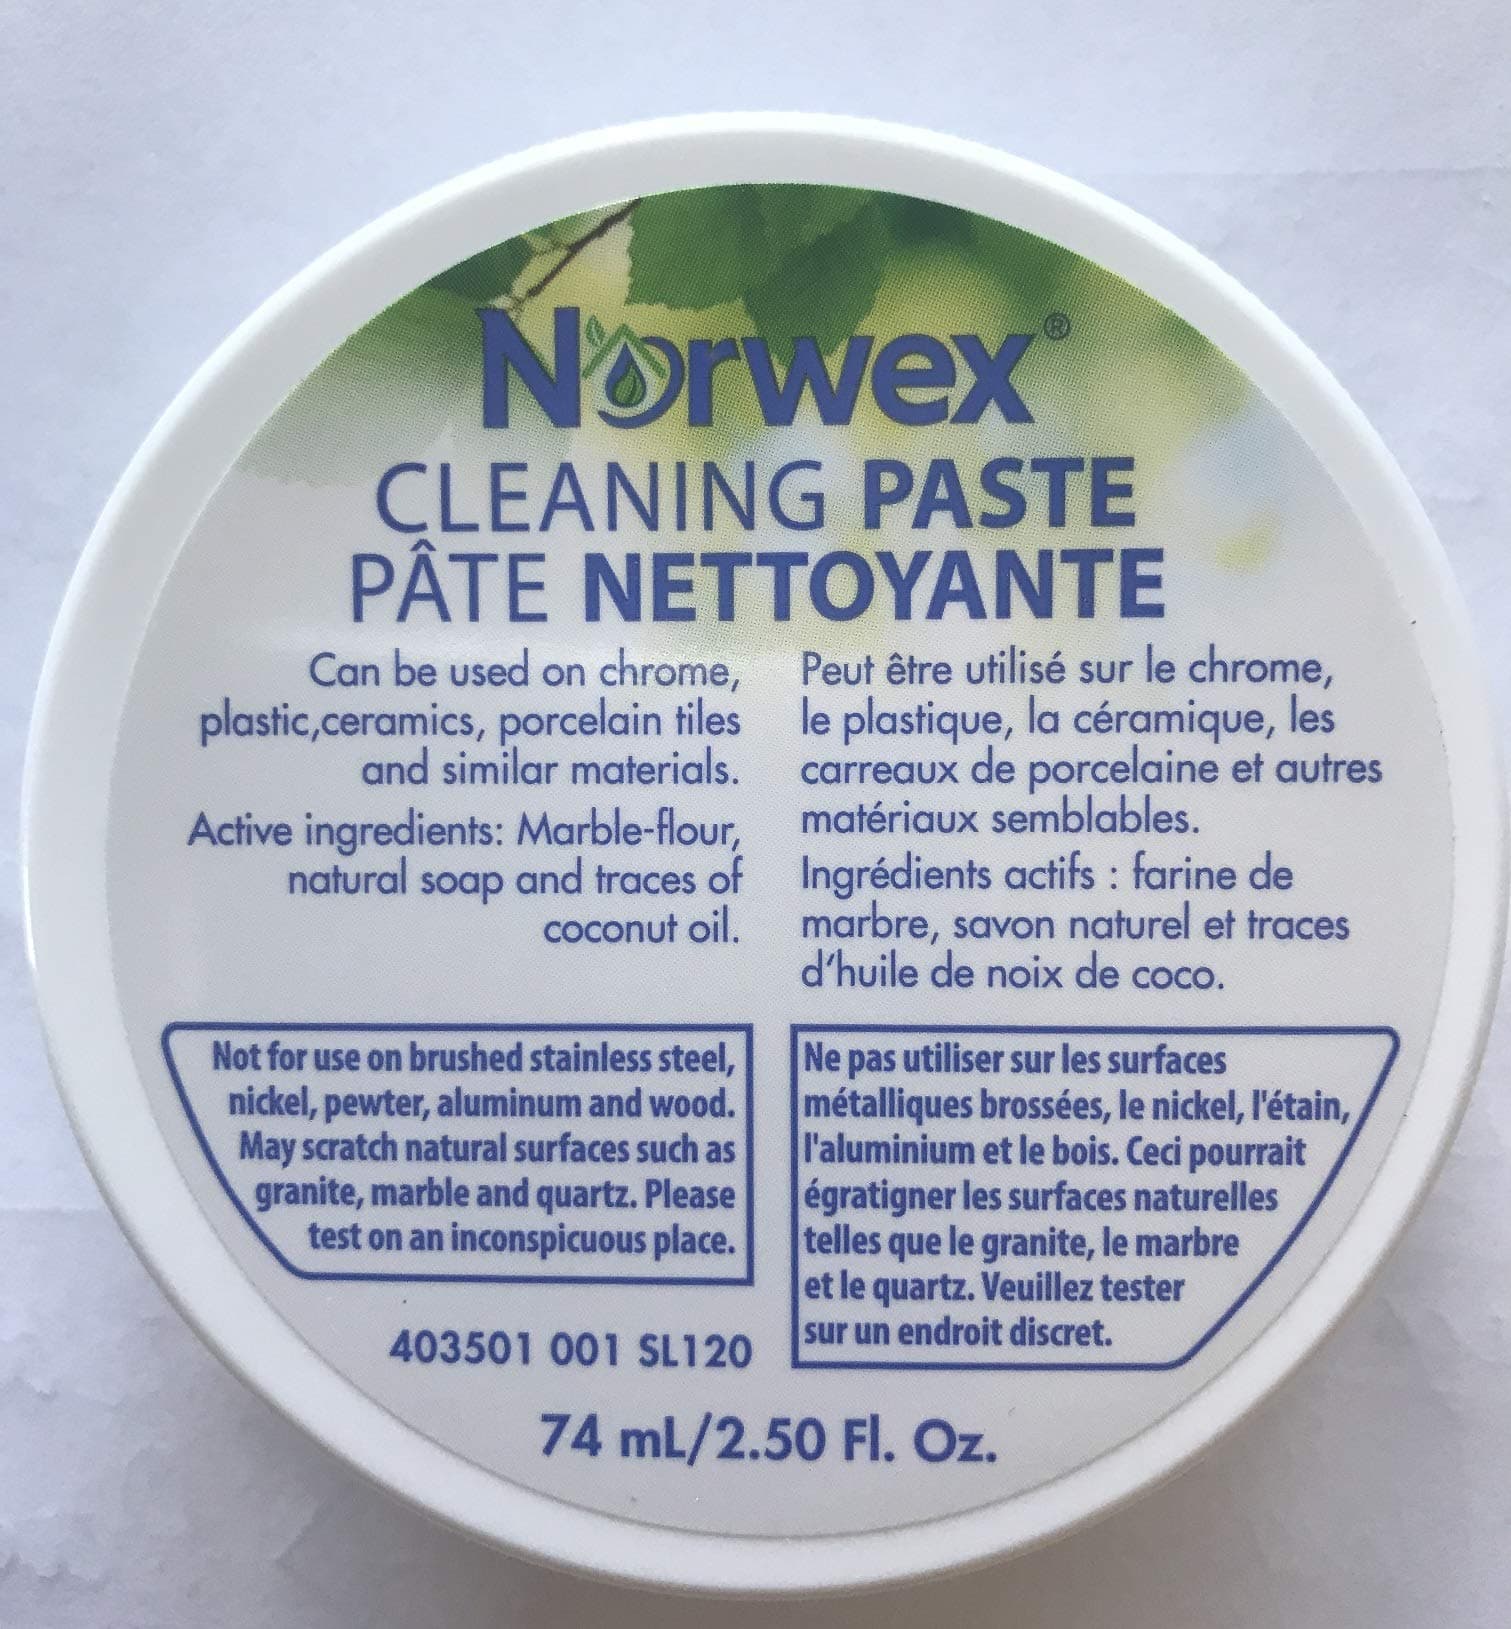 Norwex®
CLEANING PASTE
PÂTE NETTOYANTE
Can be used on chrome,
plastic,ceramics, porcelain tiles
and similar materials.
Active ingredients: Marble-flour,
natural soap and traces of
coconut oil.
Peut être utilisé sur le chrome,
le plastique, la céramique, les
carreaux de porcelaine et autres
matériaux semblables.
Ingrédients actifs : farine de
marbre, savon naturel et traces
d'huile de noix de coco.
Not for use on brushed stainless steel,
nickel, pewter, aluminum and wood.
May scratch natural surfaces such as
granite, marble and quartz. Please
test on an inconspicuous place.
Ne pas utiliser sur les surfaces
métalliques brossées, le nickel, l'étain,
l'aluminium et le bois. Ceci pourrait
égratigner les surfaces naturelles
telles que le granite, le marbre
et le quartz. Veuillez tester
sur un endroit discret.
403501 001 SL120
74 mL/2.50 Fl. Oz.